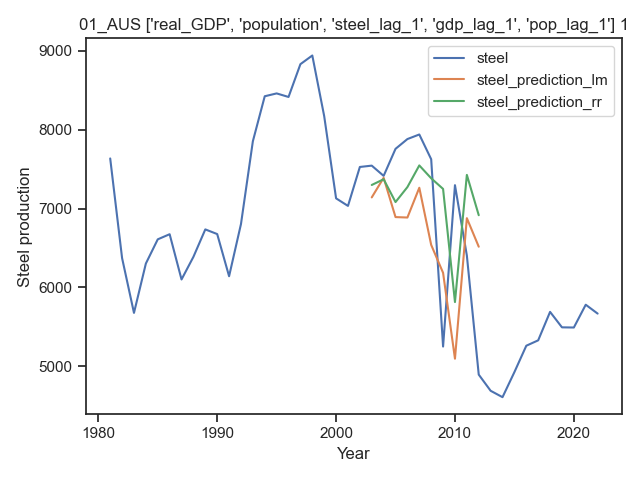 01_AUS ['real_GDP', 'population', 'steel_lag_1', 'gdp_lag_1', 'pop_lag_1'] 1
steel
steel_prediction_lm
steel_prediction_rr
9000
8000
7000
6000
5000
Steel production
1980
1990
2000
2010
2020
Year